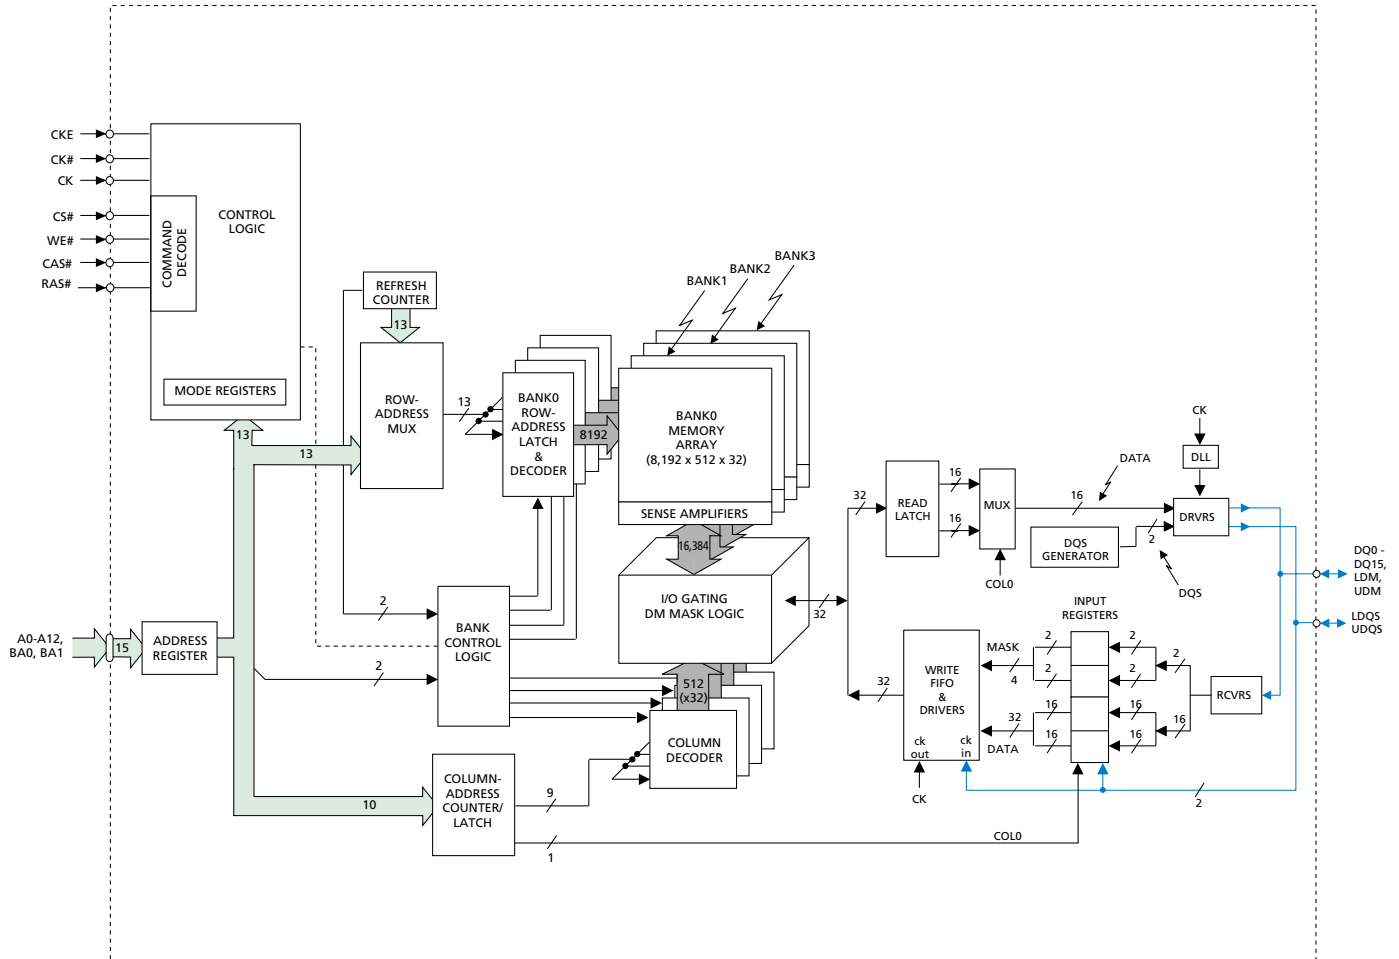 CKE
CK#
CK
CS#
WE#
CAS#
RAS#
COMMAND
DECODE
CONTROL
LOGIC
MODE REGISTERS
REFRESH
COUNTER
13
ROW-
ADDRESS
MUX
13
13
13
BANK0
ROW-
ADDRESS
LATCH
&
DECODER
8192
BANK1
BANK2
BANK3
BANK0
MEMORY
ARRAY
(8,192 x 512 x 32)
SENSE AMPLIFIERS
16,384
I/O GATING
DM MASK LOGIC
32
A0-A12,
BA0, BA1
15
ADDRESS
REGISTER
2
2
BANK
CONTROL
LOGIC
512
(x32)
COLUMN
DECODER
10
COLUMN-
ADDRESS
COUNTER/
LATCH
9
1
COL0
32
READ
LATCH
16
16
MUX
COL0
16
DATA
CK
DLL
DRVRS
DQS
GENERATOR
2
DQS
DQ0 -
DQ15,
LDM,
UDM
LDQS
UDQS
INPUT
REGISTERS
32
WRITE
FIFO
&
DRIVERS
ck
out
ck
in
CK
MASK
4
32
DATA
2
2
16
16
2
2
16
16
2
16
RCVRS
2